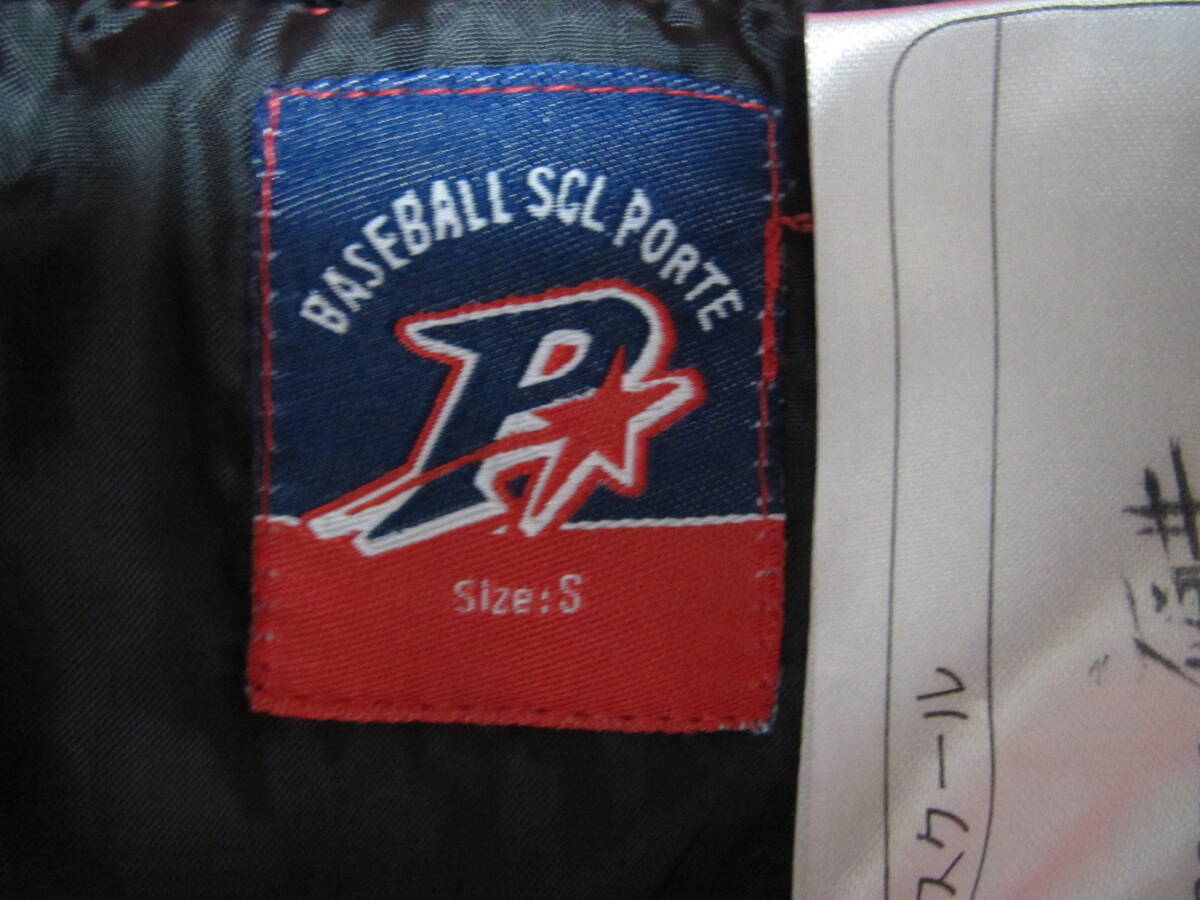 BASEBALL SCL PORTE
P
Size:S
スクール